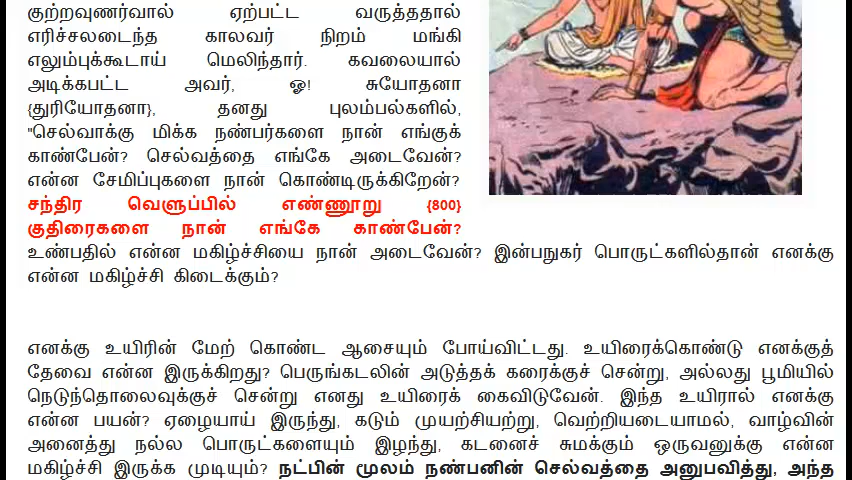 குற்றவுணர்வால் ஏற்பட்ட வருத்ததால்
எரிச்சலடைந்த காலவர் நிறம் மங்கி
எலும்புக்கூடாய் மெலிந்தார். கவலையால்
அடிக்கபட்ட அவர், ஓ! சுயோதனா
{துரியோதனா}, தனது புலம்பல்களில்,
"செல்வாக்கு மிக்க நண்பர்களை நான் எங்குக்
காண்பேன்? செல்வத்தை எங்கே அடைவேன்?
என்ன சேமிப்புகளை நான் கொண்டிருக்கிறேன்?
சந்திர வெளுப்பில் எண்ணூறு {800}
குதிரைகளை நான் எங்கே காண்பேன்?
உண்பதில் என்ன மகிழ்ச்சியை நான் அடைவேன்? இன்பநுகர் பொருட்களில்தான் எனக்கு
என்ன மகிழ்ச்சி கிடைக்கும்?
எனக்கு உயிரின் மேற் கொண்ட ஆசையும் போய்விட்டது. உயிரைக்கொண்டு எனக்குத்
தேவை என்ன இருக்கிறது? பெருங்கடலின் அடுத்தக் கரைக்குச் சென்று, அல்லது பூமியில்
நெடுந்தொலைவுக்குச் சென்று எனது உயிரைக் கைவிடுவேன். இந்த உயிரால் எனக்கு
என்ன பயன்? ஏழையாய் இருந்து, கடும் முயற்சியற்று, வெற்றியடையாமல், வாழ்வின்
அனைத்து நல்ல பொருட்களையும் இழந்து, கடனைச் சுமக்கும் ஒருவனுக்கு என்ன
மகிழ்ச்சி இருக்க முடியும்? நட்பின் மூலம் நண்பனின் செல்வத்தை அனுபவித்து, அந்த